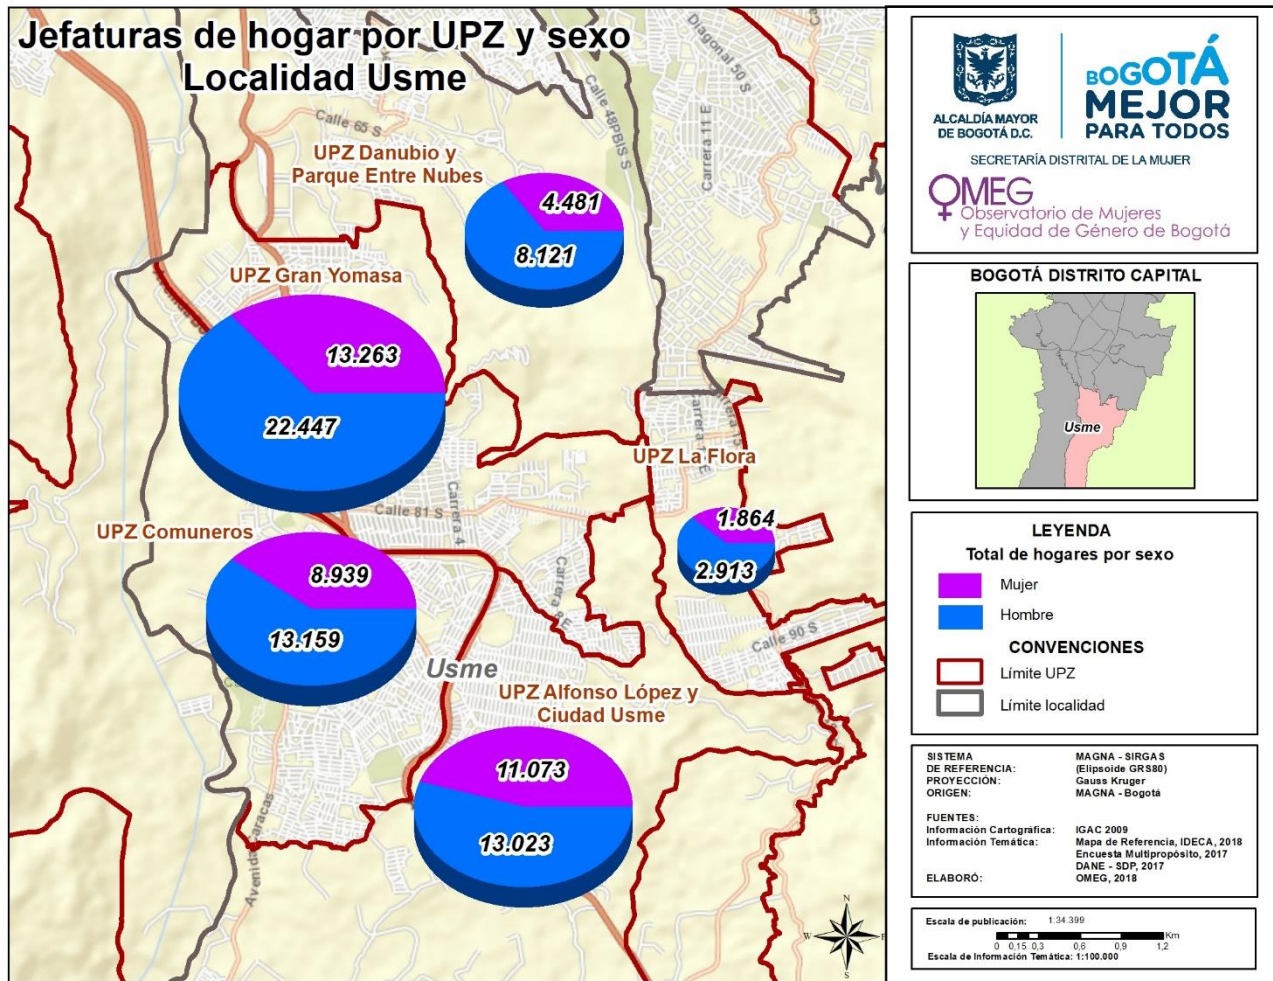 Jefaturas de hogar por UPZ y sexo
Localidad Usme
Diagonal 50 S
Calle 65 S
Calle 48PBIS S
Carrera 11 E
UPZ Danubio y
Parque Entre Nubes
4.481
8.121
UPZ Gran Yomasa
13.263
22.447
UPZ La Flora
Calle 81 S
Carrera 4
UPZ Comuneros
8.939
13.159
1.864
2.913
Carrera 8 E
Calle 90 S
Usme
UPZ Alfonso López y
Ciudad Usme
11.073
13.023
Avenida Caracas
N
W
E
S
ALCALDÍA MAYOR
DE BOGOTÁ D.C.
BOGOTÁ
MEJOR
PARA TODOS
SECRETARÍA DISTRITAL DE LA MUJER
OMEG
Observatorio de Mujeres
y Equidad de Género de Bogotá
BOGOTÁ DISTRITO CAPITAL
Usme
LEYENDA
Total de hogares por sexo
Mujer
Hombre
CONVENCIONES
Límite UPZ
Límite localidad
SISTEMA DE REFERENCIA: MAGNA - SIRGAS (Elipsoide GRS80)
PROYECCIÓN: Gauss Kruger
ORIGEN: MAGNA - Bogotá
FUENTES:
Información Cartográfica: IGAC 2009
Información Temática: Mapa de Referencia, IDECA, 2018
Encuesta Multipropósito, 2017
DANE - SDP, 2017
ELABORÓ: OMEG, 2018
Escala de publicación: 1:34.399
Km
0 0,15 0,3 0,6 0,9 1,2
Escala de Información Temática: 1:100.000